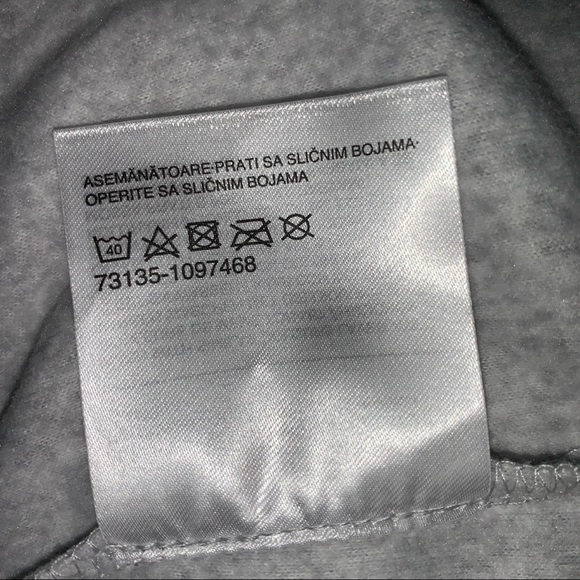 ASEMĂNĂTOARE·PRATI SA SLIČNIM BOJAMA·
OPERITE SA SLIČNIM BOJAMA
40
73135-1097468